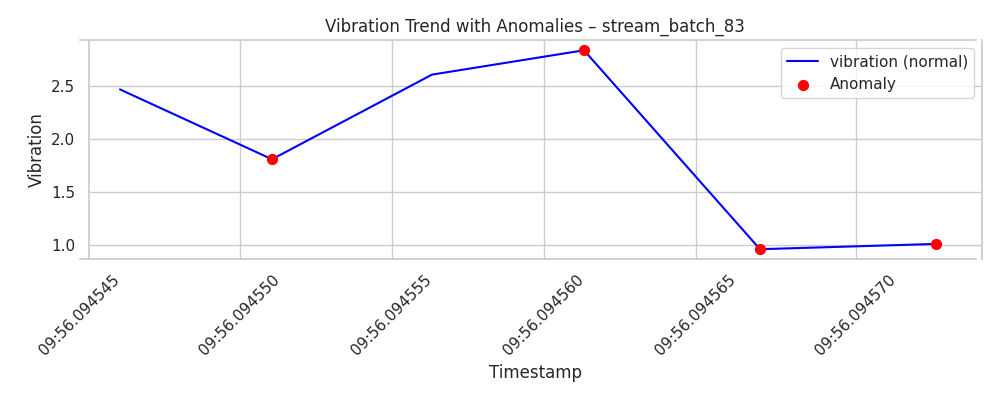 Vibration Trend with Anomalies – stream_batch_83
vibration (normal)
Anomaly
Vibration
2.5
2.0
1.5
1.0
09:56.094545
09:56.094550
09:56.094555
09:56.094560
09:56.094565
09:56.094570
Timestamp